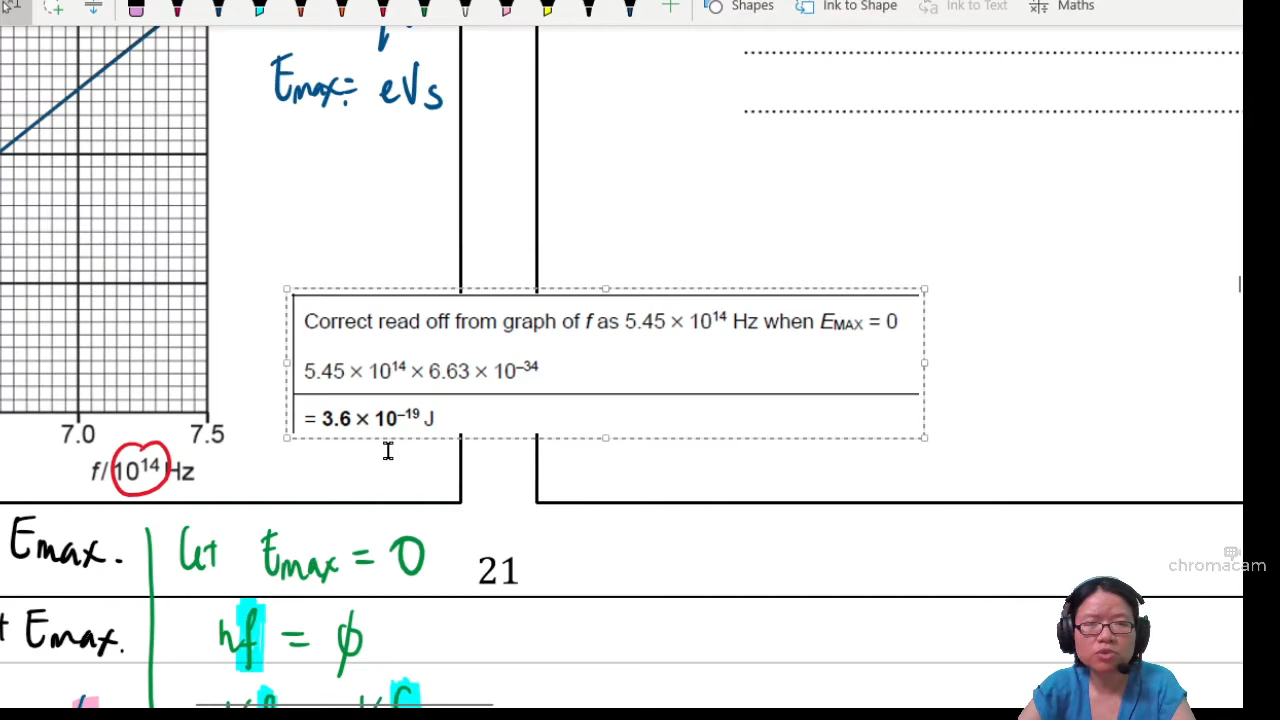 Shapes
Ink to Shape
Ink to Text
Maths
Emax = eVs
Correct read off from graph of f as 5.45 × 10¹⁴ Hz when EMAX = 0
5.45 × 10¹⁴ × 6.63 × 10⁻³⁴
= 3.6 × 10⁻¹⁹ J
7.0
7.5
f/10¹⁴ Hz
Emax.
Let Emax = 0
21
Emax.
hf = ϕ
chromacam